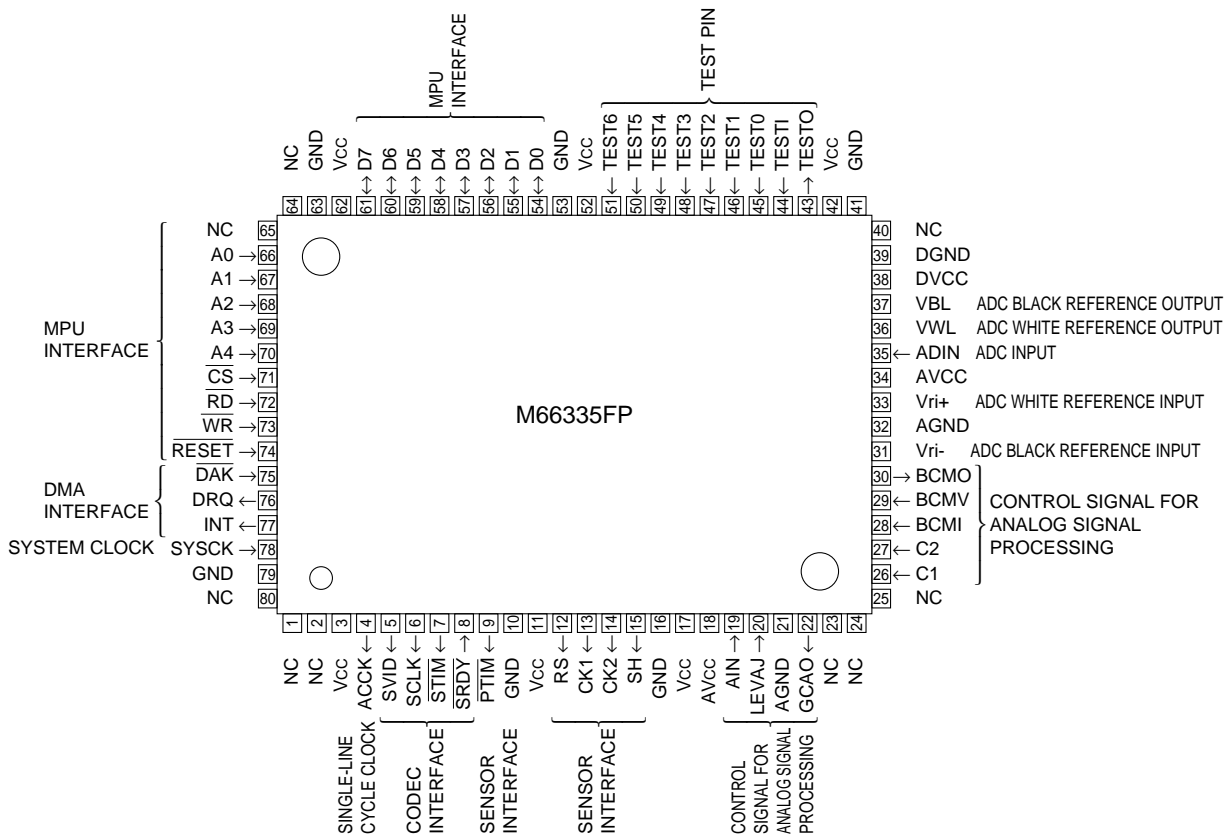 MPU
INTERFACE
TEST PIN
NC
GND
Vcc
↔ D7
↔ D6
↔ D5
↔ D4
↔ D3
↔ D2
↔ D1
↔ D0
GND
Vcc
← TEST6
← TEST5
← TEST4
← TEST3
← TEST2
← TEST1
← TEST0
← TESTI
→ TESTO
Vcc
GND
64 63 62 61 60 59 58 57 56 55 54 53 52 51 50 49 48 47 46 45 44 43 42 41
MPU
INTERFACE
NC 65
A0 → 66
A1 → 67
A2 → 68
A3 → 69
A4 → 70
C̅S̅ → 71
R̅D̅ → 72
W̅R̅ → 73
R̅E̅S̅E̅T̅ → 74
DMA
INTERFACE
D̅A̅K̅ → 75
DRQ ← 76
INT ← 77
SYSTEM CLOCK SYSCK → 78
GND 79
NC 80
M66335FP
40 NC
39 DGND
38 DVCC
37 VBL ADC BLACK REFERENCE OUTPUT
36 VWL ADC WHITE REFERENCE OUTPUT
35 ← ADIN ADC INPUT
34 AVCC
33 Vri+ ADC WHITE REFERENCE INPUT
32 AGND
31 Vri- ADC BLACK REFERENCE INPUT
30 → BCMO
29 ← BCMV
28 ← BCMI
27 ← C2
26 ← C1
25 NC
CONTROL SIGNAL FOR
ANALOG SIGNAL
PROCESSING
1 2 3 4 5 6 7 8 9 10 11 12 13 14 15 16 17 18 19 20 21 22 23 24
NC
NC
Vcc
ACCK ←
SVID ←
SCLK ←
S̅T̅I̅M̅ ←
S̅R̅D̅Y̅ →
P̅T̅I̅M̅ ←
GND
Vcc
RS ←
CK1 ←
CK2 ←
SH ←
GND
Vcc
AVcc
AIN →
LEVAJ →
AGND
GCAO ←
NC
NC
SINGLE-LINE
CYCLE CLOCK
CODEC
INTERFACE
SENSOR
INTERFACE
SENSOR
INTERFACE
CONTROL
SIGNAL FOR
ANALOG SIGNAL
PROCESSING